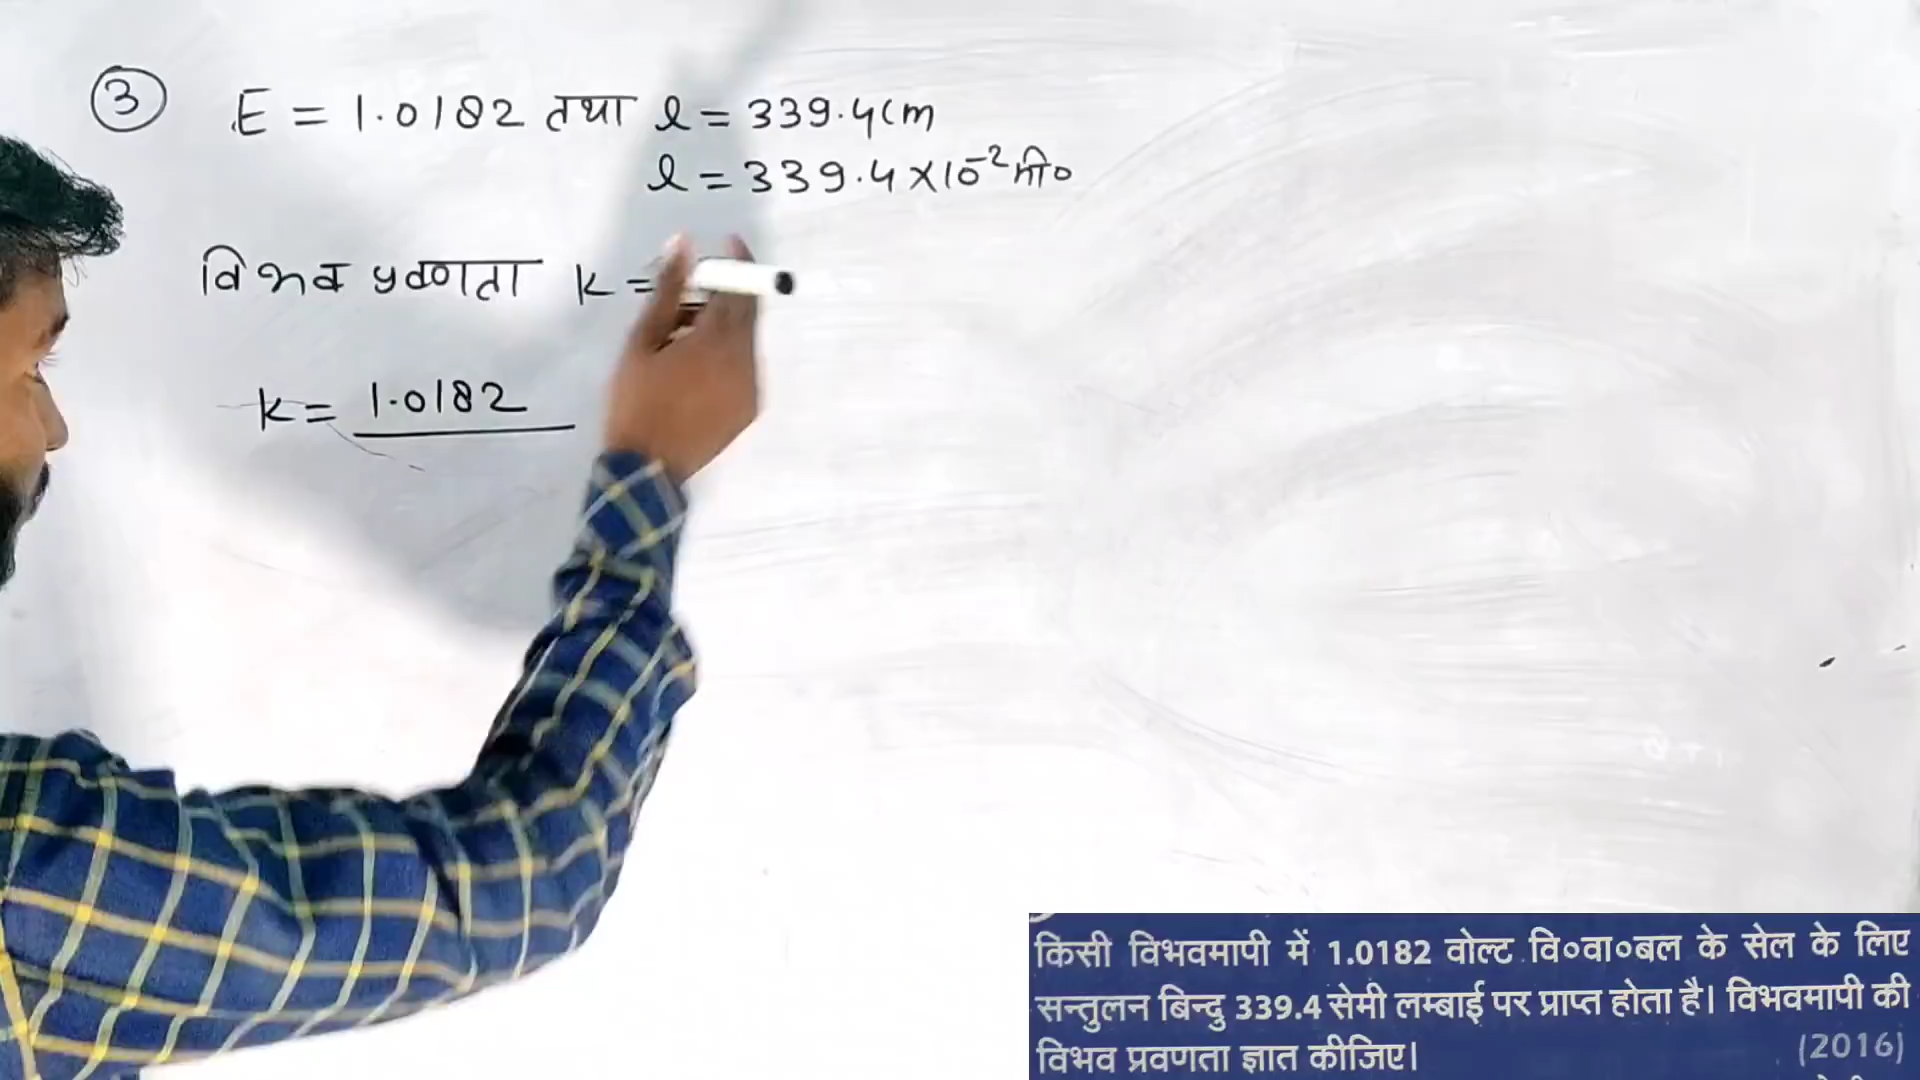 3 E = 1.0182 तथा l = 339.4cm
l = 339.4 × 10⁻² मी०
विभव प्रवणता K =
K = 1.0182
किसी विभवमापी में 1.0182 वोल्ट वि०वा०बल के सेल के लिए
सन्तुलन बिन्दु 339.4 सेमी लम्बाई पर प्राप्त होता है। विभवमापी की
विभव प्रवणता ज्ञात कीजिए।
(2016)